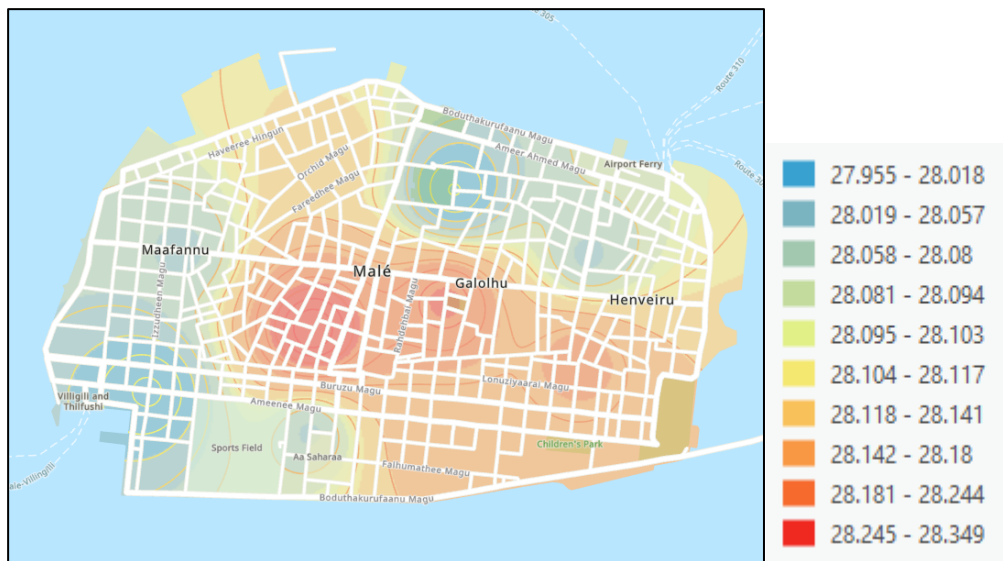 Route 305
Route 310
Boduthakurufaanu Magu
Haveeree Hingun
Ameer Ahmed Magu
Airport Ferry
Orchid Magu
Fareedhee Magu
Maafannu
Malé
Galolhu
Henveiru
Izzudheen Magu
Rahdhebai Magu
Buruzu Magu
Lonuziyaarai Magu
Villigili and
Thilfushi
Ameenee Magu
Sports Field
Aa Saharaa
Children's Park
Falhumathee Magu
ale-Villingilli
Boduthakurufaanu Magu
27.955 - 28.018
28.019 - 28.057
28.058 - 28.08
28.081 - 28.094
28.095 - 28.103
28.104 - 28.117
28.118 - 28.141
28.142 - 28.18
28.181 - 28.244
28.245 - 28.349